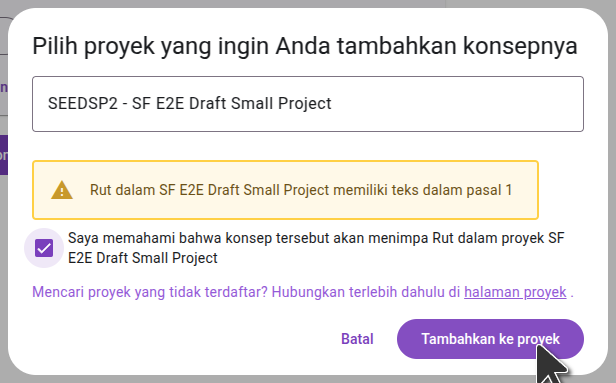 Pilih proyek yang ingin Anda tambahkan konsepnya
SEEDSP2 - SF E2E Draft Small Project
Rut dalam SF E2E Draft Small Project memiliki teks dalam pasal 1
Saya memahami bahwa konsep tersebut akan menimpa Rut dalam proyek SF
E2E Draft Small Project
Mencari proyek yang tidak terdaftar? Hubungkan terlebih dahulu di halaman proyek .
Batal
Tambahkan ke proyek